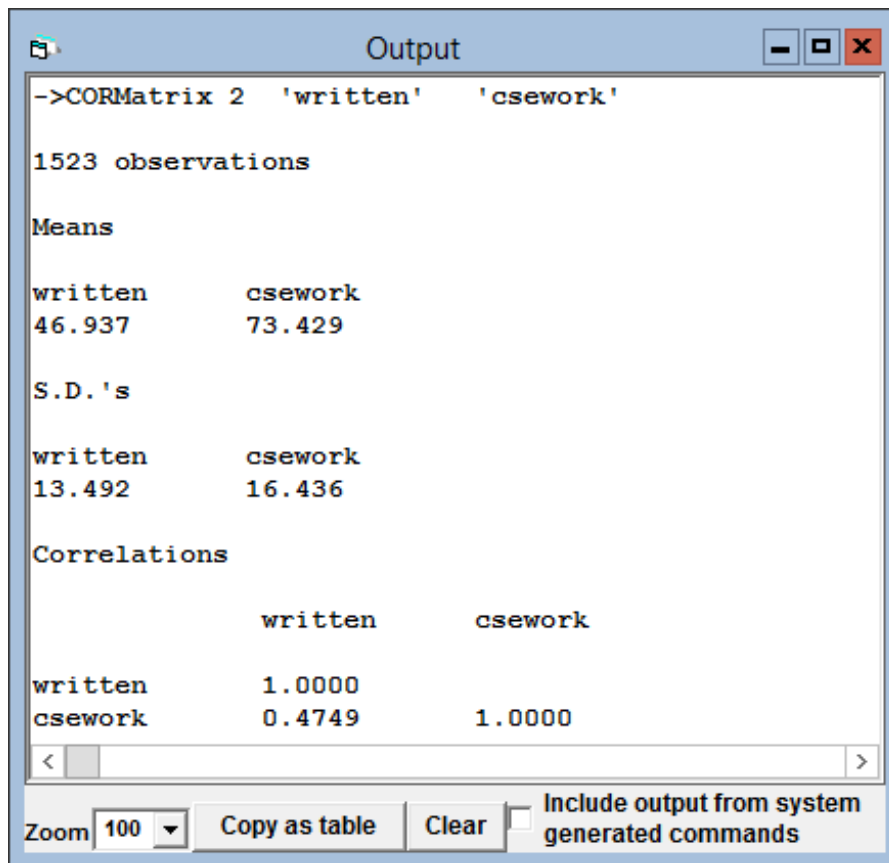 Output
->CORMatrix 2 'written' 'csework'
1523 observations
Means
written csework
46.937 73.429
S.D.'s
written csework
13.492 16.436
Correlations
written csework
written 1.0000
csework 0.4749 1.0000
Zoom 100 Copy as table Clear Include output from system
generated commands